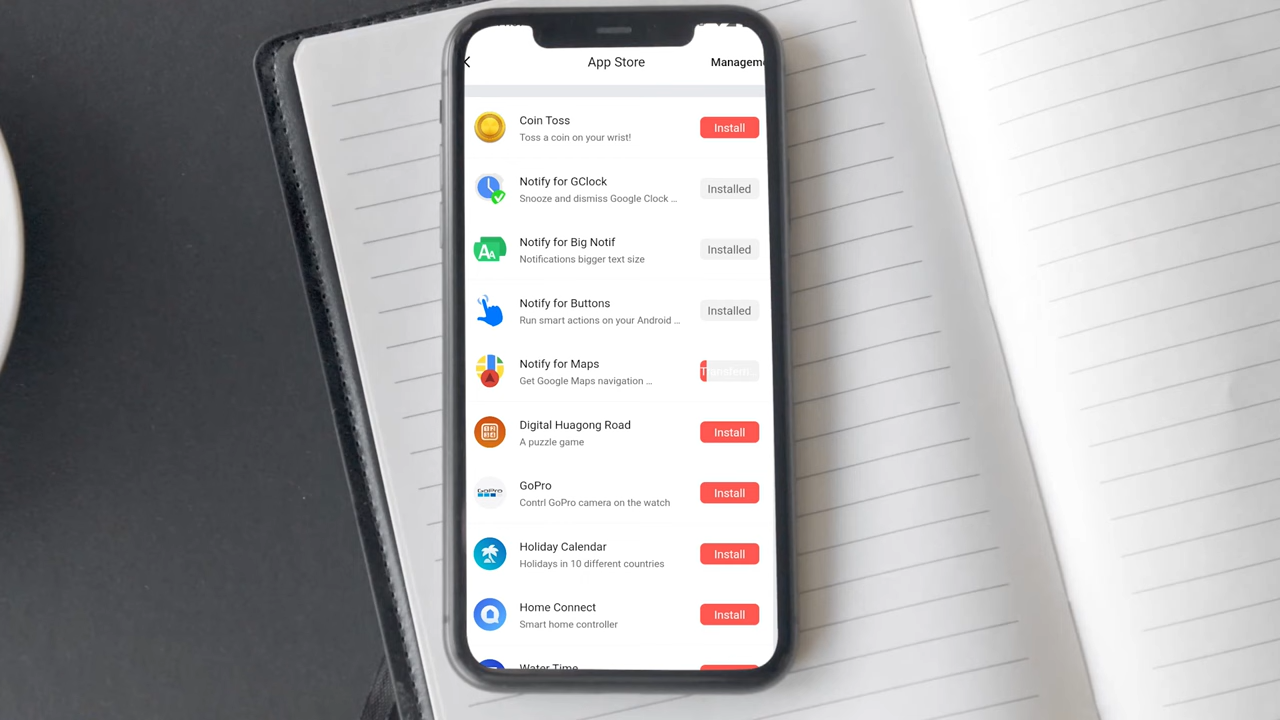 App Store
Coin Toss
Toss a coin on your wrist!
Install
Notify for GClock
Snooze and dismiss Google Clock ...
Installed
Notify for Big Notif
Notifications bigger text size
Installed
Notify for Buttons
Run smart actions on your Android ...
Installed
Notify for Maps
Get Google Maps navigation ...
Digital Huagong Road
A puzzle game
Install
GoPro
GoPro
Contrl GoPro camera on the watch
Install
Holiday Calendar
Holidays in 10 different countries
Install
Home Connect
Smart home controller
Install
Water Time